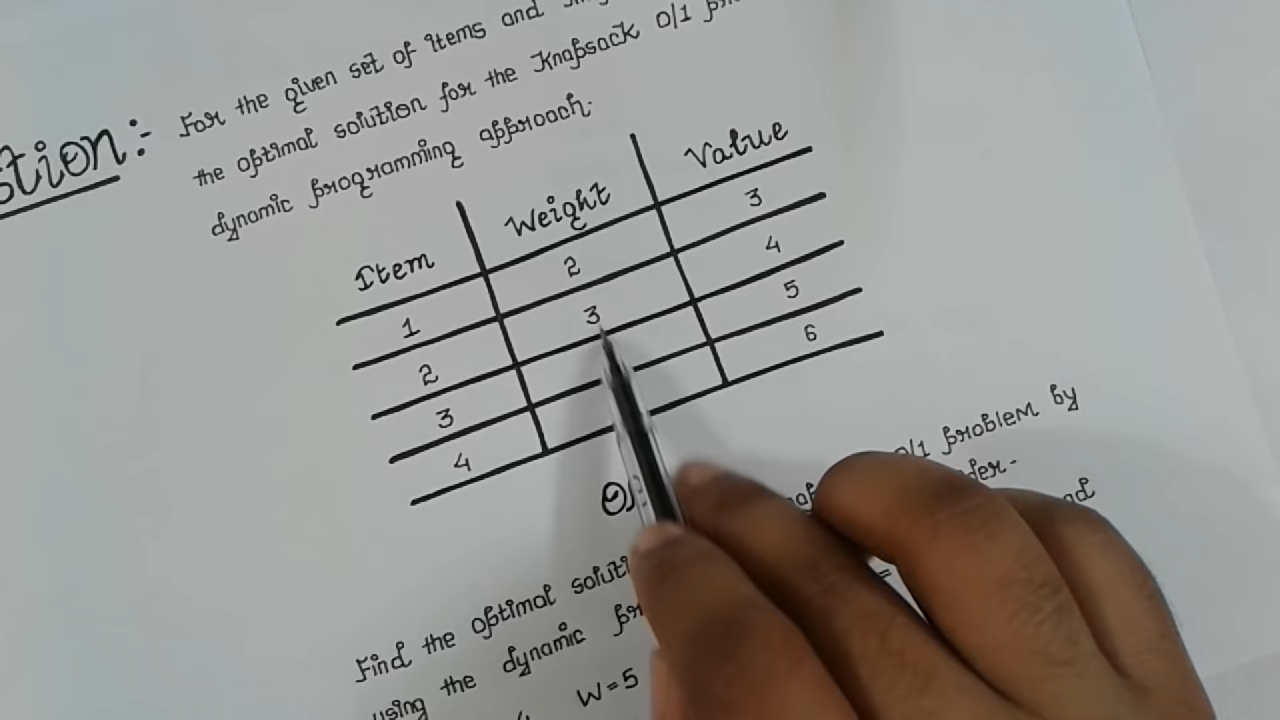 stion:-
For the given set of items and
the optimal solution for the Knapsack 0/1
dynamic programming approach.
Item Weight Value
1 2 3
2 3 4
3 5
4 6
Find the optimal 0/1 problem by
using the dynamic
W=5